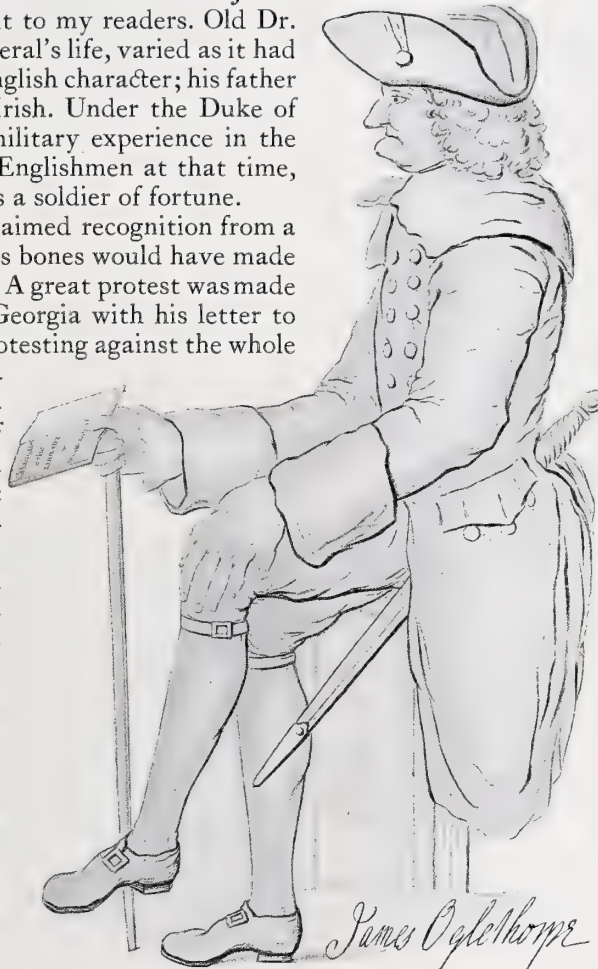 t to my readers. Old Dr.
eral's life, varied as it had
nglish character; his father
rish. Under the Duke of
military experience in the
Englishmen at that time,
s a soldier of fortune.
aimed recognition from a
s bones would have made
A great protest was made
Georgia with his letter to
otesting against the whole
James Oglethorpe